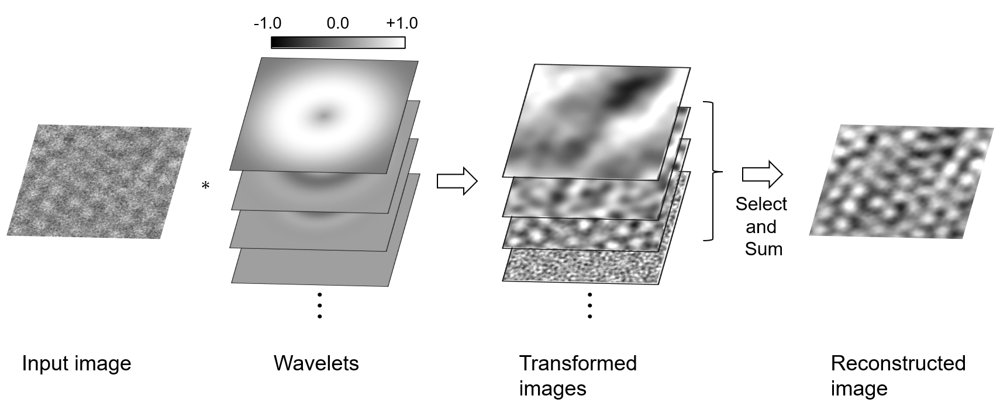 -1.0 0.0 +1.0
*
Select
and
Sum
Input image
Wavelets
Transformed
images
Reconstructed
image